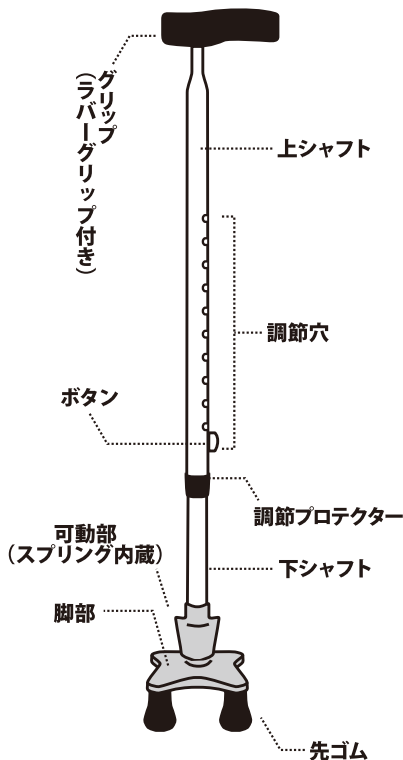 グリップ
（ラバーグリップ付き）
上シャフト
調節穴
ボタン
調節プロテクター
可動部
（スプリング内蔵）
下シャフト
脚部
先ゴム